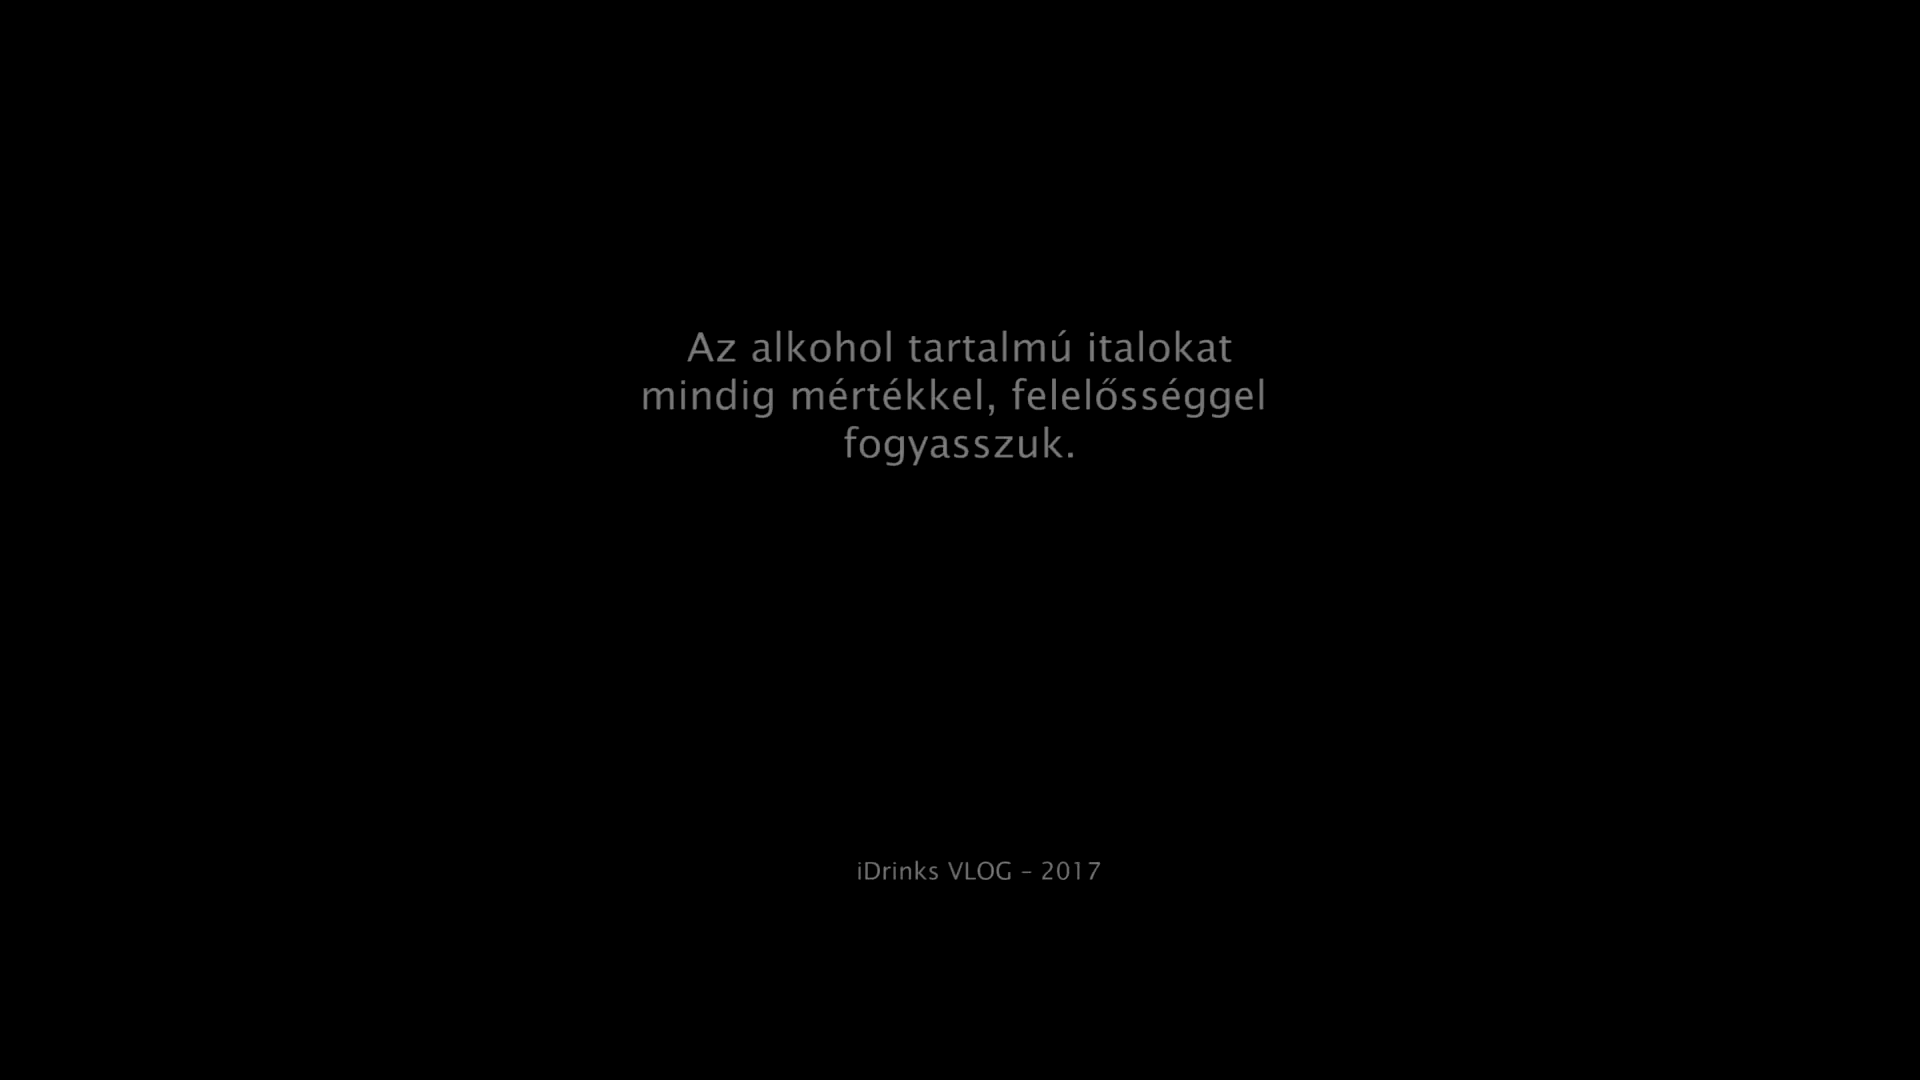 Az alkohol tartalmú italokat
mindig mértékkel, felelősséggel
fogyasszuk.
iDrinks VLOG – 2017